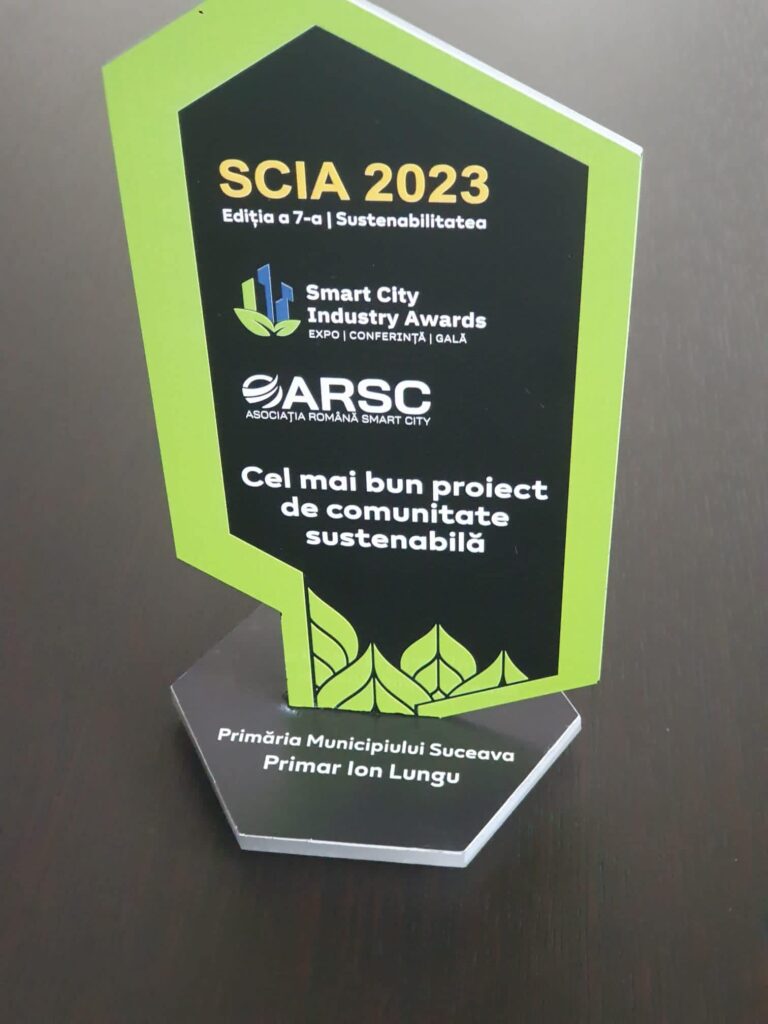 SCIA 2023
Ediția a 7-a | Sustenabilitatea
Smart City
Industry Awards
EXPO | CONFERINȚĂ | GALĂ
ARSC
ASOCIAȚIA ROMÂNĂ SMART CITY
Cel mai bun proiect
de comunitate
sustenabilă
Primăria Municipiului Suceava
Primar Ion Lungu